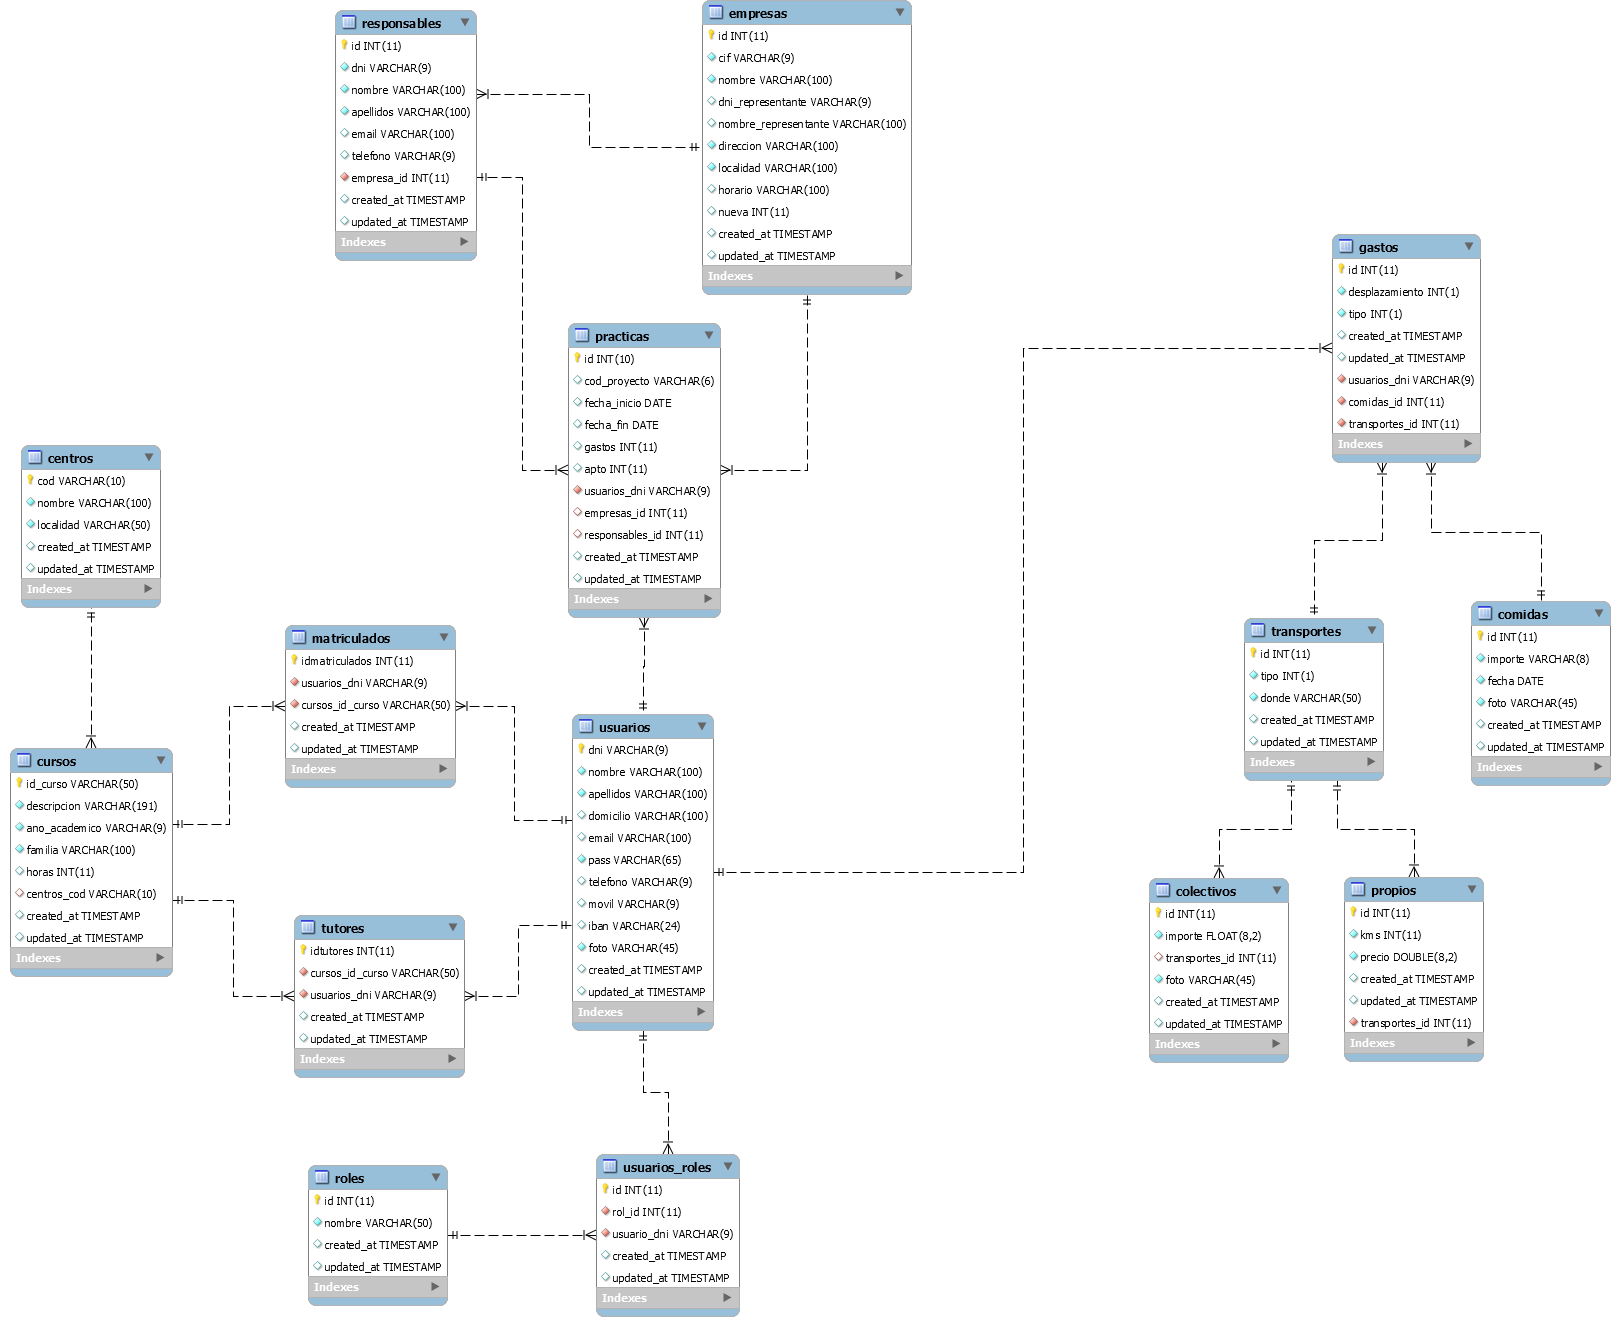 responsables
id INT(11)
dni VARCHAR(9)
nombre VARCHAR(100)
apellidos VARCHAR(100)
email VARCHAR(100)
telefono VARCHAR(9)
empresa_id INT(11)
created_at TIMESTAMP
updated_at TIMESTAMP
Indexes
empresas
id INT(11)
cif VARCHAR(9)
nombre VARCHAR(100)
dni_representante VARCHAR(9)
nombre_representante VARCHAR(100)
direccion VARCHAR(100)
localidad VARCHAR(100)
horario VARCHAR(100)
nueva INT(11)
created_at TIMESTAMP
updated_at TIMESTAMP
Indexes
gastos
id INT(11)
desplazamiento INT(1)
tipo INT(1)
created_at TIMESTAMP
updated_at TIMESTAMP
usuarios_dni VARCHAR(9)
comidas_id INT(11)
transportes_id INT(11)
Indexes
practicas
id INT(10)
cod_proyecto VARCHAR(6)
fecha_inicio DATE
fecha_fin DATE
gastos INT(11)
apto INT(11)
usuarios_dni VARCHAR(9)
empresas_id INT(11)
responsables_id INT(11)
created_at TIMESTAMP
updated_at TIMESTAMP
Indexes
centros
cod VARCHAR(10)
nombre VARCHAR(100)
localidad VARCHAR(50)
created_at TIMESTAMP
updated_at TIMESTAMP
Indexes
matriculados
idmatriculados INT(11)
usuarios_dni VARCHAR(9)
cursos_id_curso VARCHAR(50)
created_at TIMESTAMP
updated_at TIMESTAMP
Indexes
transportes
id INT(11)
tipo INT(1)
donde VARCHAR(50)
created_at TIMESTAMP
updated_at TIMESTAMP
Indexes
comidas
id INT(11)
importe VARCHAR(8)
fecha DATE
foto VARCHAR(45)
created_at TIMESTAMP
updated_at TIMESTAMP
Indexes
cursos
id_curso VARCHAR(50)
descripcion VARCHAR(191)
ano_academico VARCHAR(9)
familia VARCHAR(100)
horas INT(11)
centros_cod VARCHAR(10)
created_at TIMESTAMP
updated_at TIMESTAMP
Indexes
usuarios
dni VARCHAR(9)
nombre VARCHAR(100)
apellidos VARCHAR(100)
domicilio VARCHAR(100)
email VARCHAR(100)
pass VARCHAR(65)
telefono VARCHAR(9)
movil VARCHAR(9)
iban VARCHAR(24)
foto VARCHAR(45)
created_at TIMESTAMP
updated_at TIMESTAMP
Indexes
tutores
idtutores INT(11)
cursos_id_curso VARCHAR(50)
usuarios_dni VARCHAR(9)
created_at TIMESTAMP
updated_at TIMESTAMP
Indexes
colectivos
id INT(11)
importe FLOAT(8,2)
transportes_id INT(11)
foto VARCHAR(45)
created_at TIMESTAMP
updated_at TIMESTAMP
Indexes
propios
id INT(11)
kms INT(11)
precio DOUBLE(8,2)
created_at TIMESTAMP
updated_at TIMESTAMP
transportes_id INT(11)
Indexes
roles
id INT(11)
nombre VARCHAR(50)
created_at TIMESTAMP
updated_at TIMESTAMP
Indexes
usuarios_roles
id INT(11)
rol_id INT(11)
usuario_dni VARCHAR(9)
created_at TIMESTAMP
updated_at TIMESTAMP
Indexes